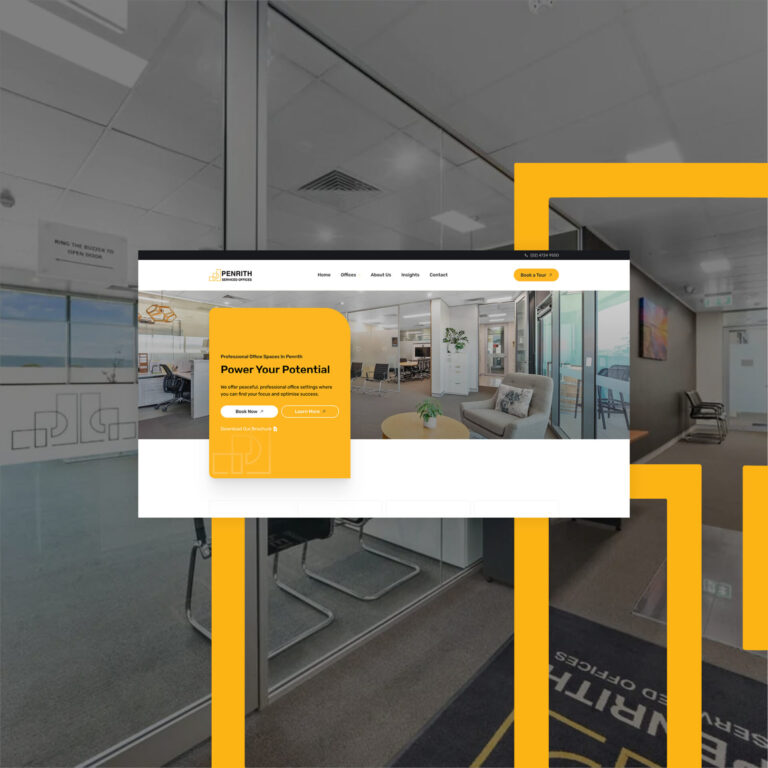 RING THE BUZZER TO
OPEN DOOR
(02) 4724 9550
PENRITH
SERVICED OFFICES
Home
Offices
About Us
Insights
Contact
Book a Tour
Professional Office Spaces In Penrith
Power Your Potential
We offer peaceful, professional office settings where
you can find your focus and optimise success.
Book Now
Learn More
Download Our Brochure
PENRITH
SERVICED OFFICES